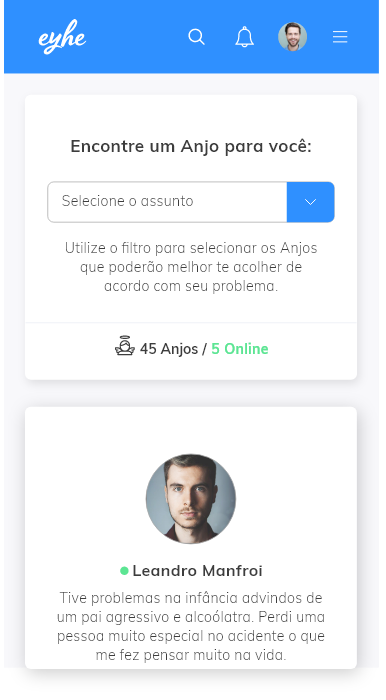 eyhe
Encontre um Anjo para você:
Selecione o assunto
Utilize o filtro para selecionar os Anjos
que poderão melhor te acolher de
acordo com seu problema.
45 Anjos / 5 Online
Leandro Manfroi
Tive problemas na infância advindos de
um pai agressivo e alcoólatra. Perdi uma
pessoa muito especial no acidente o que
me fez pensar muito na vida.